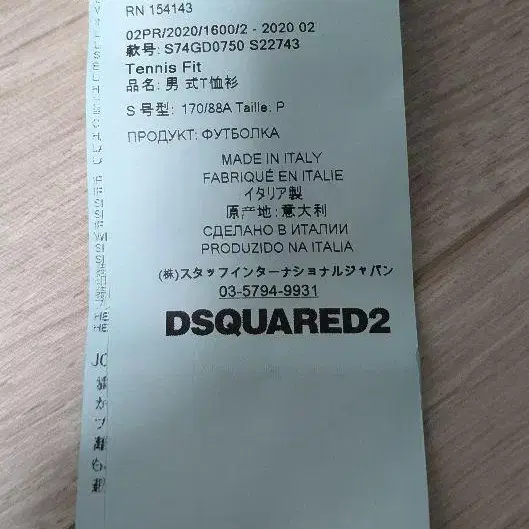 RN 154143
02PR/2020/1600/2 - 2020 02
款号: S74GD0750 S22743
Tennis Fit
品名: 男 式T恤衫
S 号型: 170/88A Taille: P
ПРОДУКТ: ФУТБОЛКА
MADE IN ITALY
FABRIQUÉ EN ITALIE
イタリア製
原产地: 意大利
СДЕЛАНО В ИТАЛИИ
PRODUZIDO NA ITALIA
(株)スタッフインターナショナルジャパン
03-5794-9931
DSQUARED2